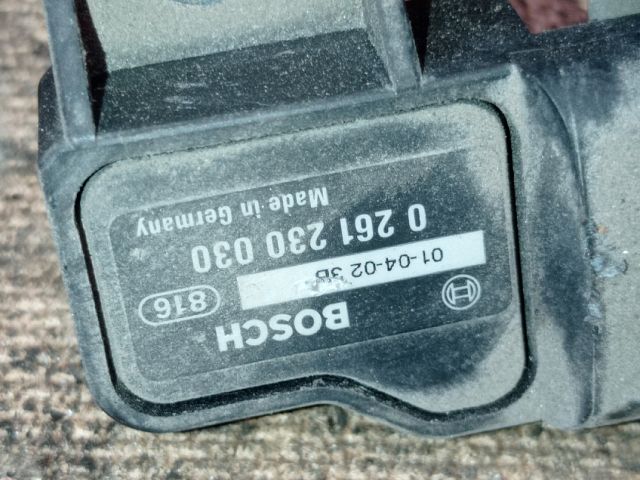 BOSCH
816
01-04-02 3B
0 261 230 030
Made in Germany